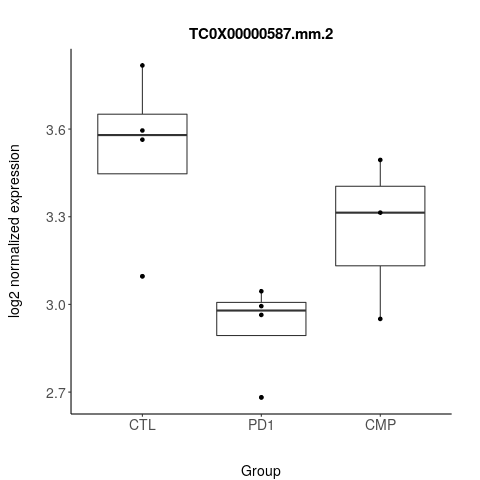 TC0X00000587.mm.2
log2 normalized expression
3.6
3.3
3.0
2.7
CTL PD1 CMP
Group